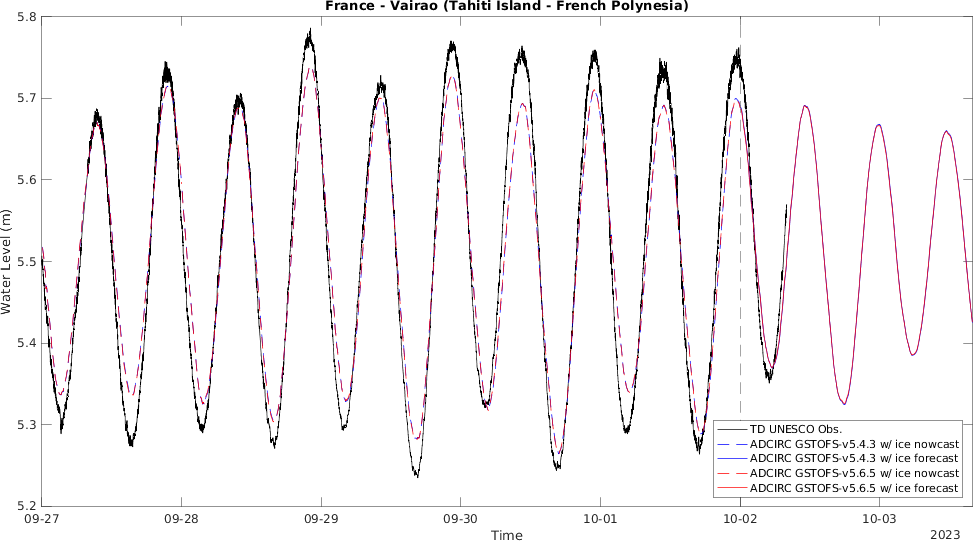 France - Vairao (Tahiti Island - French Polynesia)
5.8
5.7
5.6
5.5
5.4
5.3
5.2
Water Level (m)
TD UNESCO Obs.
ADCIRC GSTOFS-v5.4.3 w/ ice nowcast
ADCIRC GSTOFS-v5.4.3 w/ ice forecast
ADCIRC GSTOFS-v5.6.5 w/ ice nowcast
ADCIRC GSTOFS-v5.6.5 w/ ice forecast
09-27 09-28 09-29 09-30 10-01 10-02 10-03
Time
2023